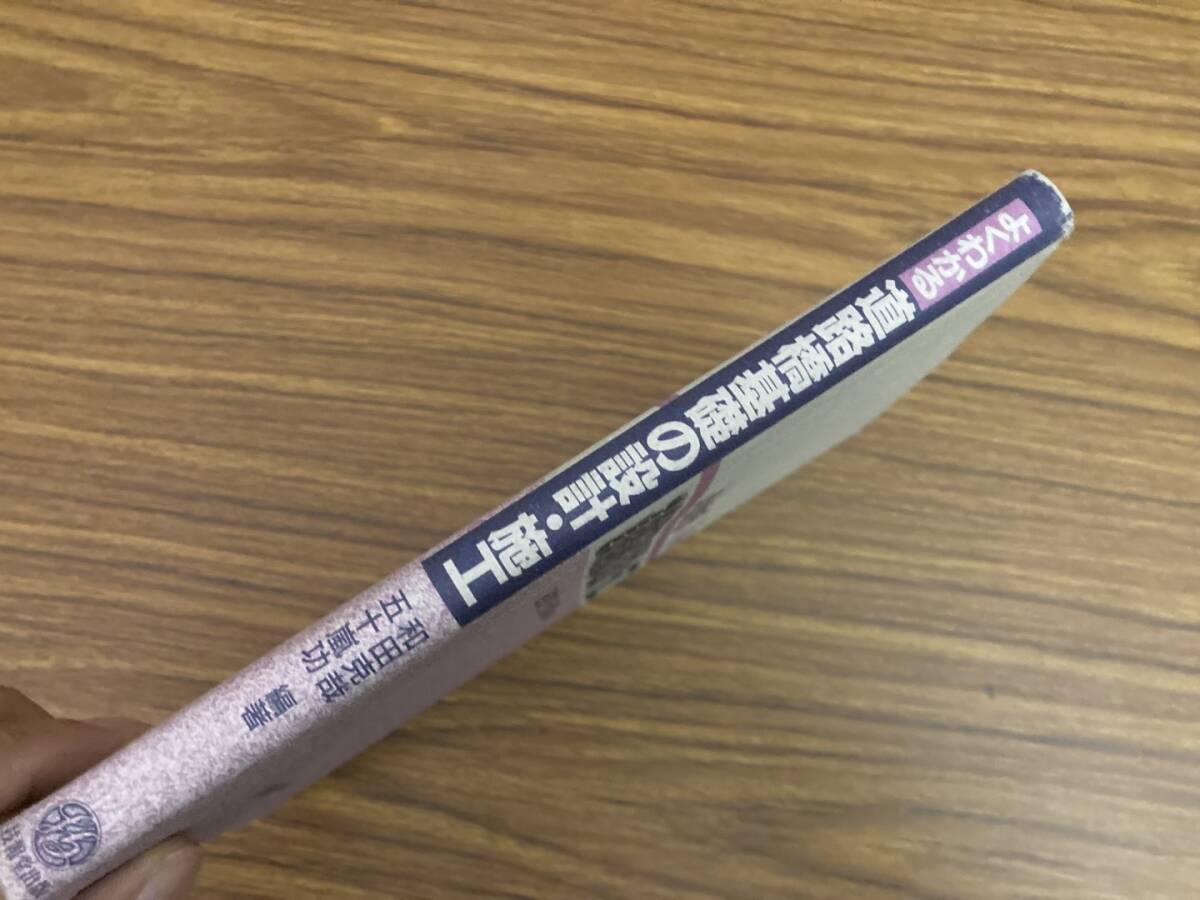 よくわかる
道路橋基礎の設計・施工
和田克哉
五十嵐功
編著